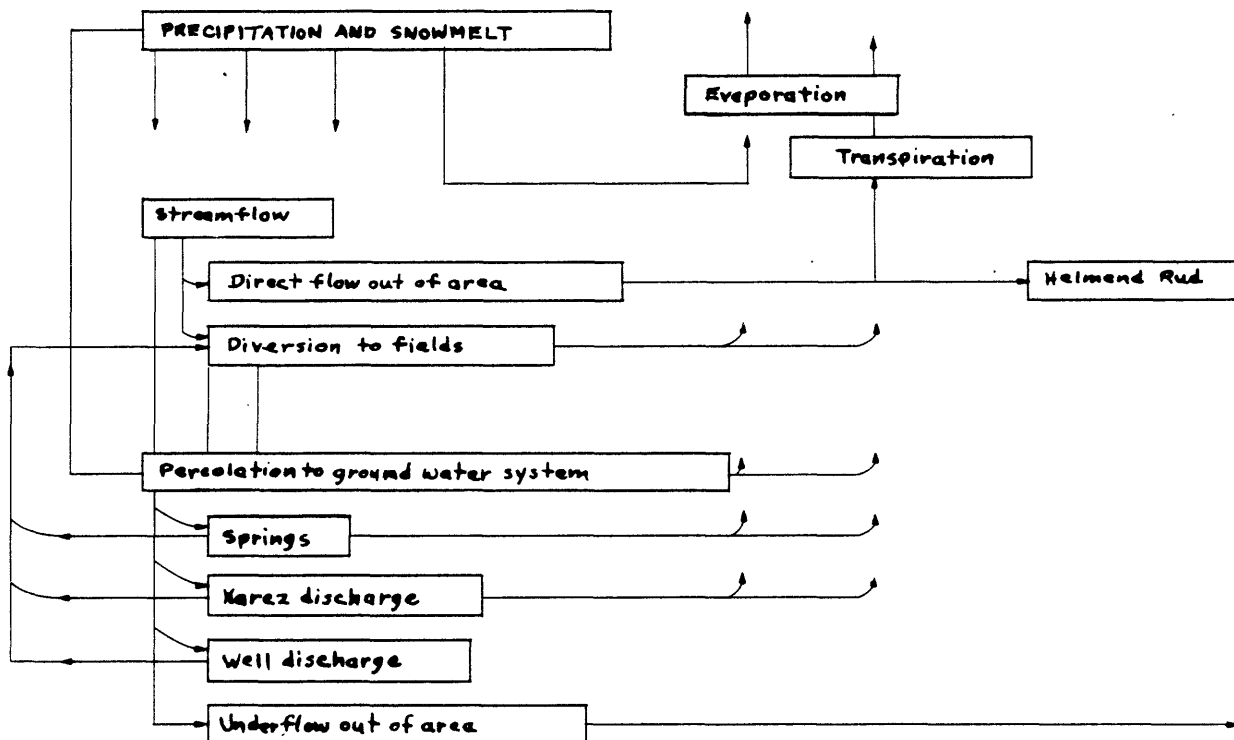 PRECIPITATION AND SNOWMELT
Evaporation
Transpiration
Streamflow
Direct flow out of area
Helmend Rud
Diversion to fields
Percolation to ground water system
Springs
Karez discharge
Well discharge
Underflow out of area